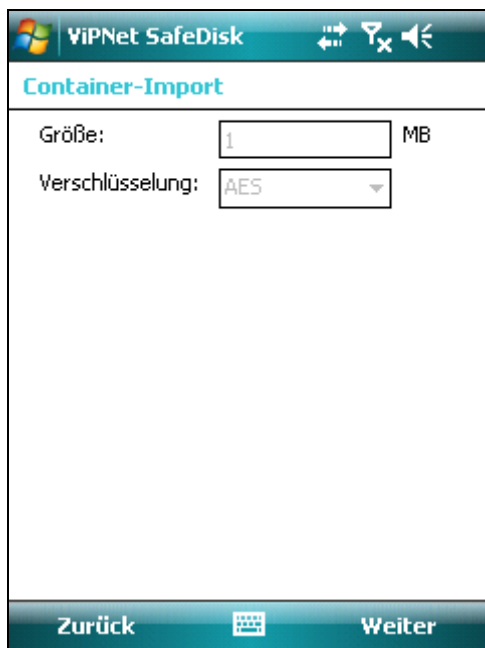 ViPNet SafeDisk
Container-Import
Größe: 1 MB
Verschlüsselung: AES
Zurück Weiter